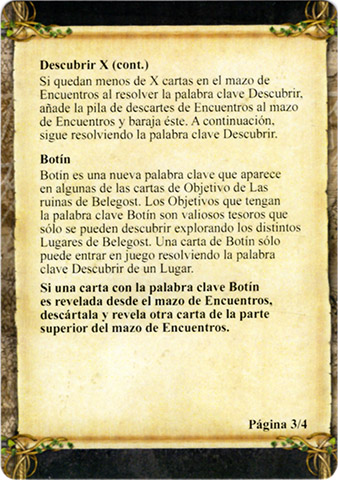 Descubrir X (cont.)
Si quedan menos de X cartas en el mazo de
Encuentros al resolver la palabra clave Descubrir,
añade la pila de descartes de Encuentros al mazo
de Encuentros y baraja éste. A continuación,
sigue resolviendo la palabra clave Descubrir.
Botín
Botín es una nueva palabra clave que aparece
en algunas de las cartas de Objetivo de Las
ruinas de Belegost. Los Objetivos que tengan
la palabra clave Botín son valiosos tesoros que
sólo se pueden descubrir explorando los distintos
Lugares de Belegost. Una carta de Botín sólo
puede entrar en juego resolviendo la palabra
clave Descubrir de un Lugar.
Si una carta con la palabra clave Botín
es revelada desde el mazo de Encuentros,
descártala y revela otra carta de la parte
superior del mazo de Encuentros.
Página 3/4